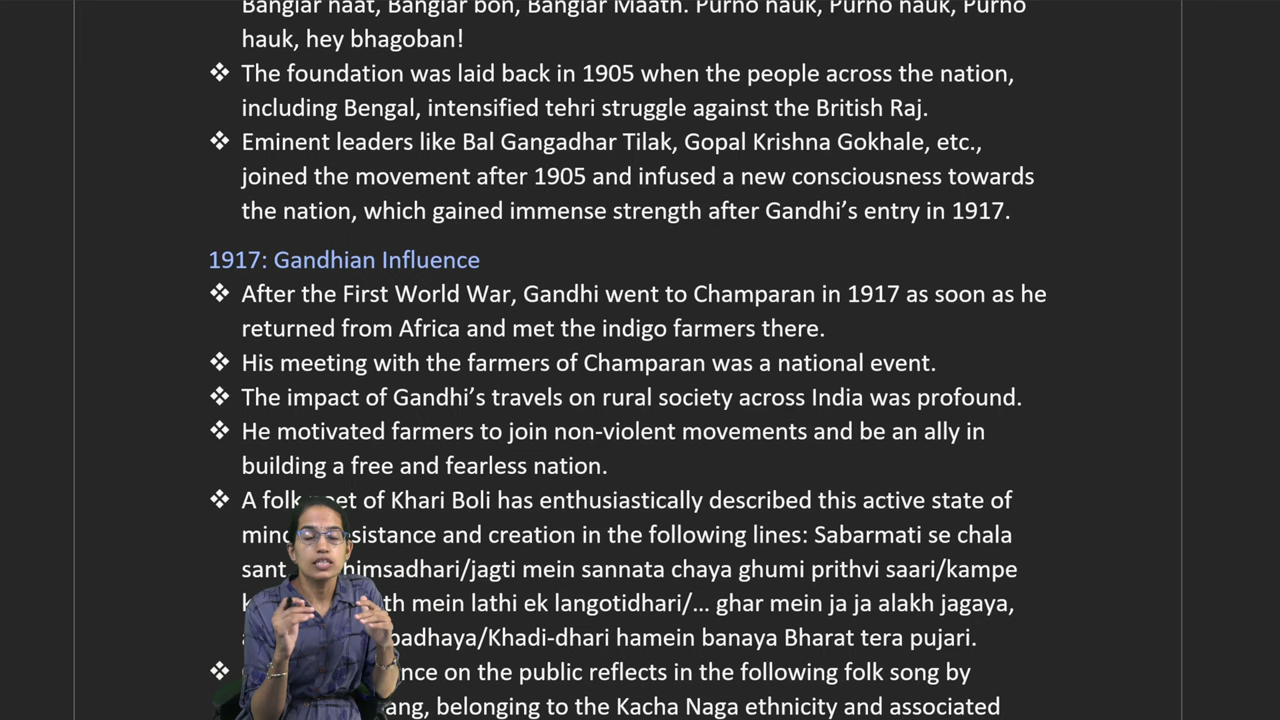 Banglar haat, Banglar bon, Banglar Maath. Purno hauk, Purno hauk, Purno
hauk, hey bhagoban!
❖ The foundation was laid back in 1905 when the people across the nation,
including Bengal, intensified tehri struggle against the British Raj.
❖ Eminent leaders like Bal Gangadhar Tilak, Gopal Krishna Gokhale, etc.,
joined the movement after 1905 and infused a new consciousness towards
the nation, which gained immense strength after Gandhi’s entry in 1917.
1917: Gandhian Influence
❖ After the First World War, Gandhi went to Champaran in 1917 as soon as he
returned from Africa and met the indigo farmers there.
❖ His meeting with the farmers of Champaran was a national event.
❖ The impact of Gandhi’s travels on rural society across India was profound.
❖ He motivated farmers to join non-violent movements and be an ally in
building a free and fearless nation.
❖ A folk poet of Khari Boli has enthusiastically described this active state of
and creation in the following lines: Sabarmati se chala
sant jagti mein sannata chaya ghumi prithvi saari/kampe
mein lathi ek langotidhari/... ghar mein ja ja alakh jagaya,
Khadi-dhari hamein banaya Bharat tera pujari.
❖ on the public reflects in the following folk song by
belonging to the Kacha Naga ethnicity and associated